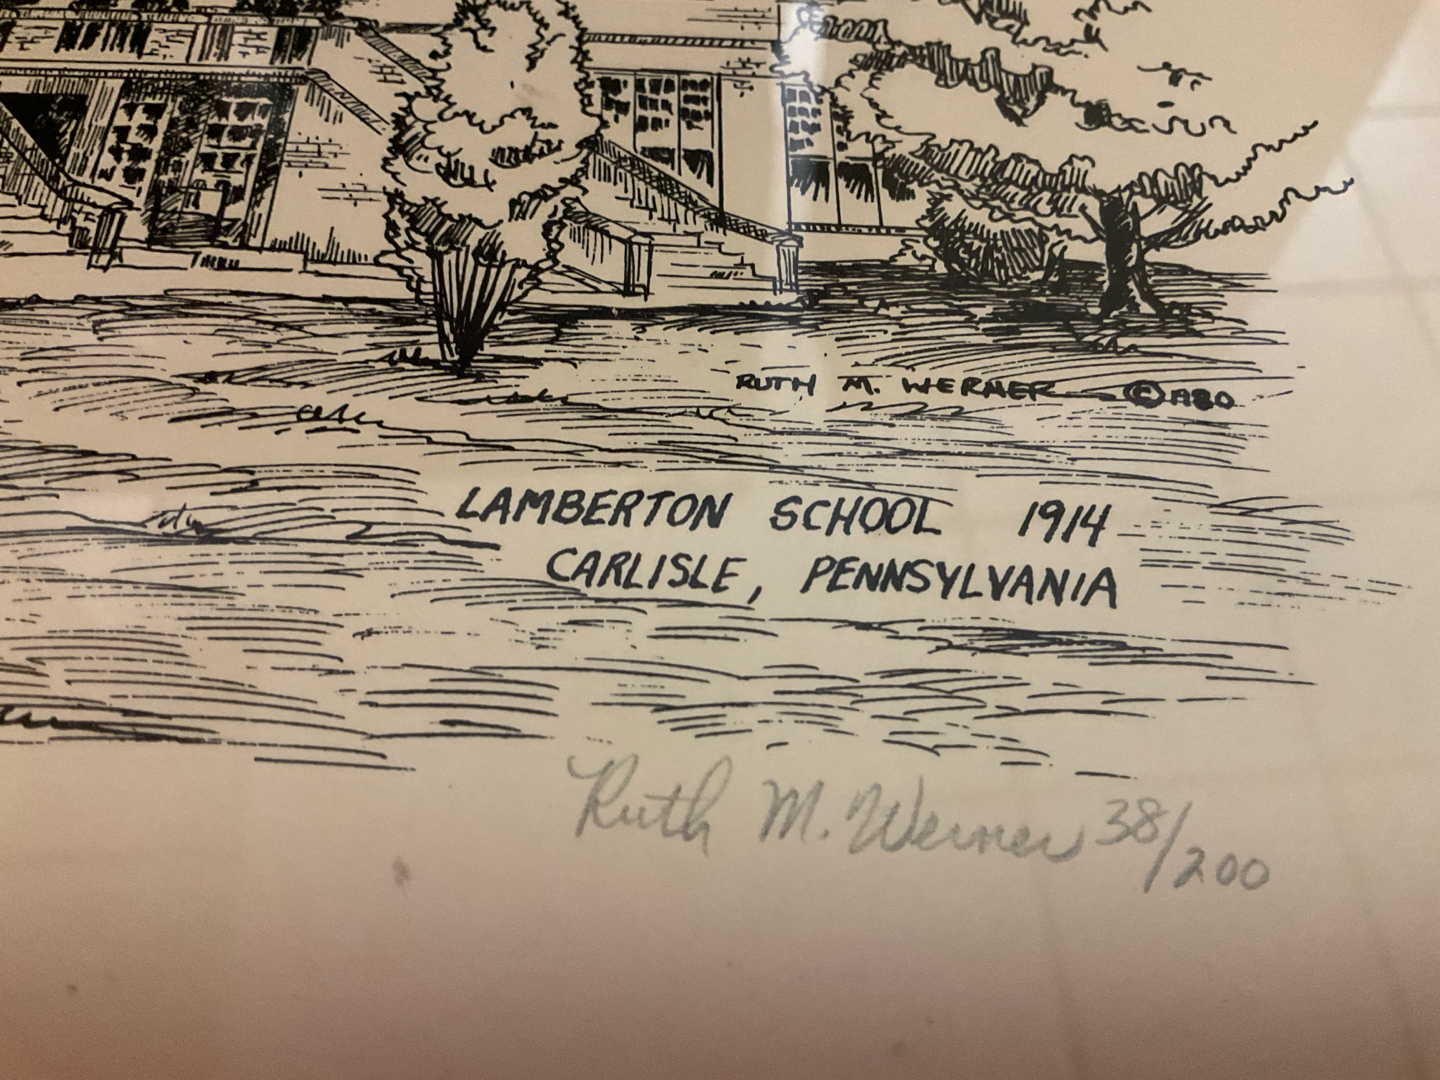 RUTH M. WERNER ©1980
LAMBERTON SCHOOL 1914
CARLISLE, PENNSYLVANIA
Ruth M. Werner 38/200